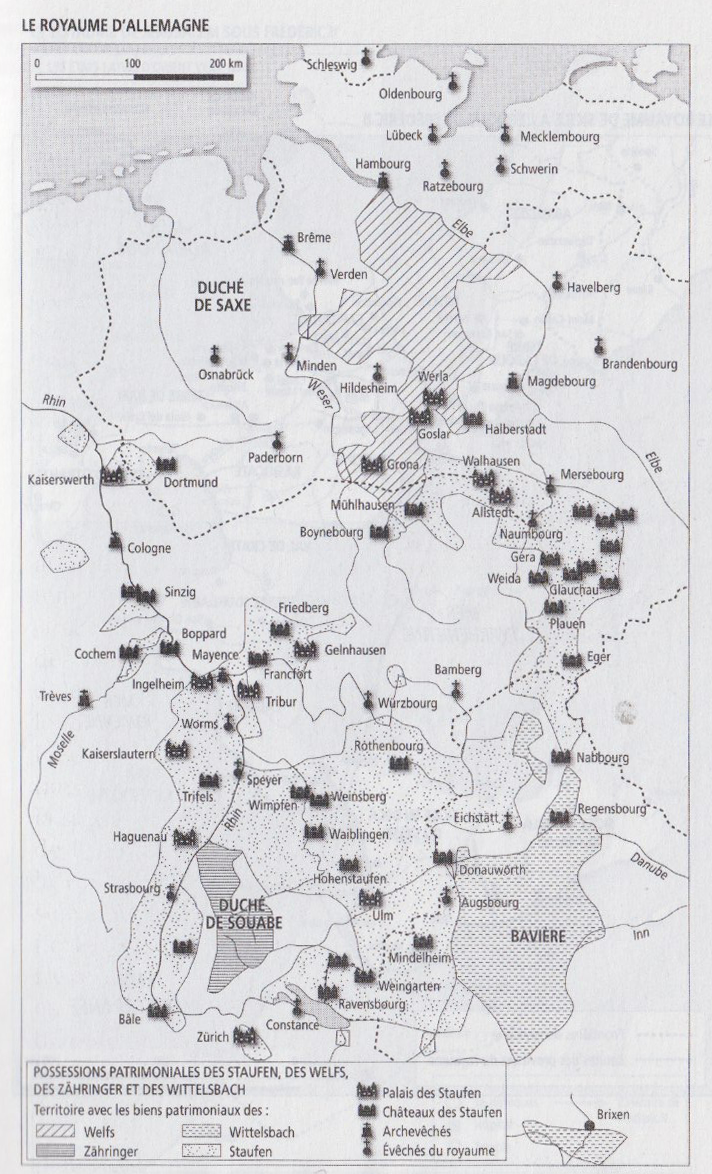 LE ROYAUME D'ALLEMAGNE
0 100 200 km
Schleswig
Oldenbourg
Lübeck
Mecklembourg
Hambourg
Ratzebourg
Schwerin
Elbe
Brême
Verden
Havelberg
DUCHÉ
DE SAXE
Osnabrück
Minden
Brandenbourg
Weser
Hildesheim
Werla
Magdebourg
Rhin
Goslar
Halberstadt
Paderborn
Elbe
Kaiserswerth
Dortmund
Grona
Walhausen
Mersebourg
Mühlhausen
Allstedt
Boynebourg
Naumbourg
Cologne
Géra
Weida
Glauchau
Sinzig
Friedberg
Plauen
Boppard
Cochem
Mayence
Gelnhausen
Francfort
Eger
Ingelheim
Bamberg
Trèves
Tribur
Würzbourg
Worms
Moselle
Kaiserslautern
Rothenbourg
Nabbourg
Speyer
Trifels
Wimpfen
Weinsberg
Regensbourg
Rhin
Eichstätt
Haguenau
Waiblingen
Donauwörth
Danube
Hohenstaufen
Strasbourg
DUCHÉ
DE SOUABE
Ulm
Augsbourg
BAVIÈRE
Inn
Mindelheim
Weingarten
Ravensbourg
Bâle
Constance
Zürich
POSSESSIONS PATRIMONIALES DES STAUFEN, DES WELFS,
DES ZÄHRINGER ET DES WITTELSBACH
Territoire avec les biens patrimoniaux des :
Welfs
Wittelsbach
Zähringer
Staufen
Palais des Staufen
Châteaux des Staufen
Archevêchés
Évêchés du royaume
Brixen